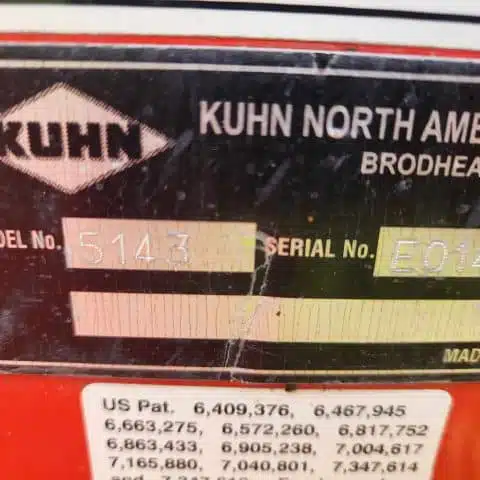 KUHN
KUHN NORTH AME
BRODHEA
DEL No. 5143 SERIAL No. E014
MAD
US Pat. 6,409,376, 6,467,945
6,663,275, 6,572,260, 6,817,752
6,863,433, 6,905,238, 7,004,617
7,165,880, 7,040,801, 7,347,614